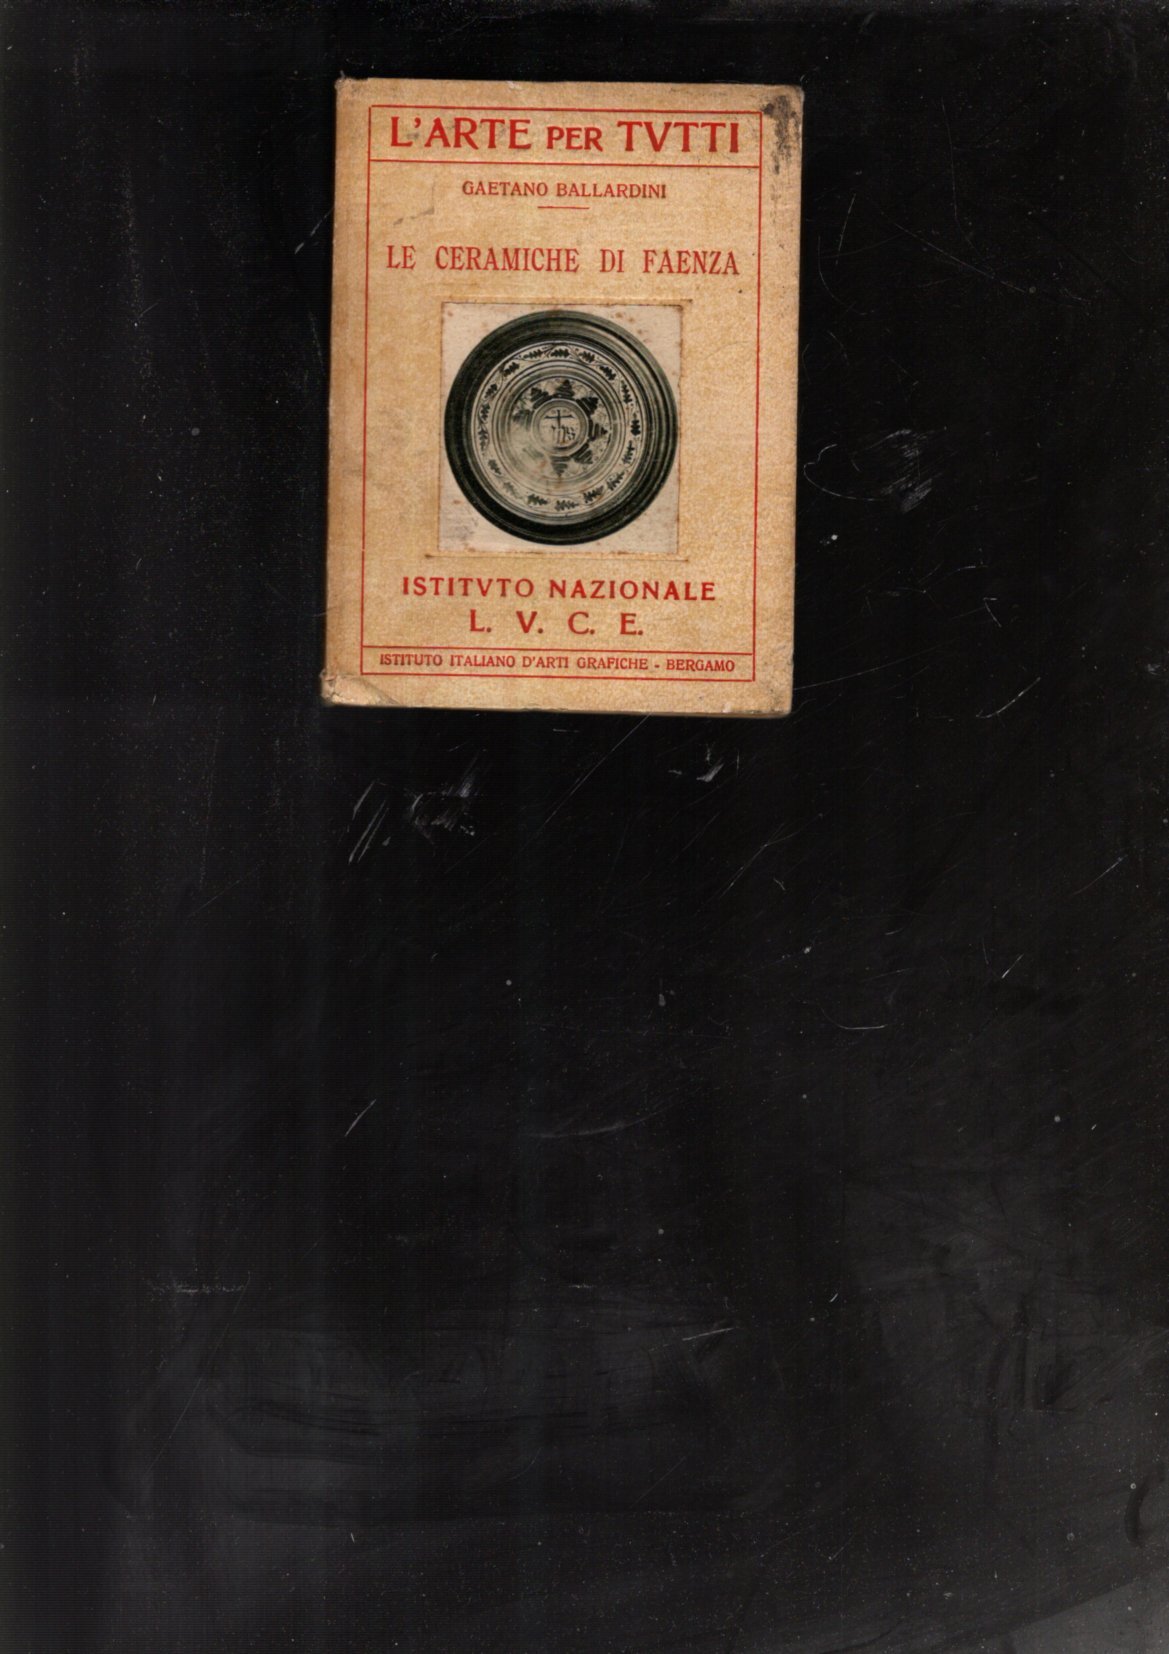 L'ARTE PER TVTTI
GAETANO BALLARDINI
LE CERAMICHE DI FAENZA
ISTITVTO NAZIONALE
L. V. C. E.
ISTITUTO ITALIANO D'ARTI GRAFICHE - BERGAMO